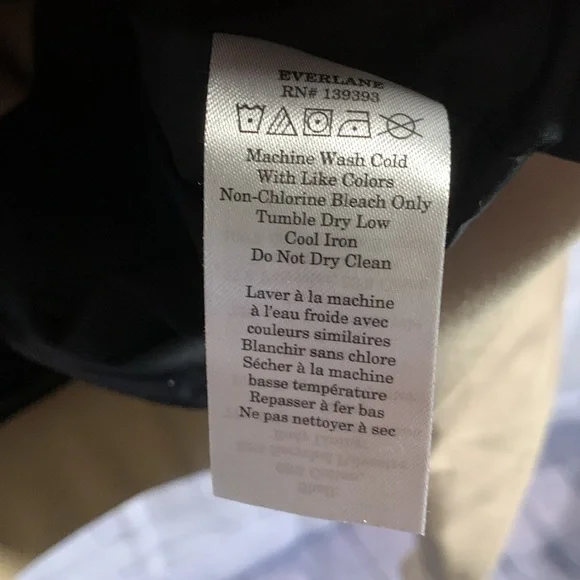 EVERLANE
RN# 139393
Machine Wash Cold
With Like Colors
Non-Chlorine Bleach Only
Tumble Dry Low
Cool Iron
Do Not Dry Clean
Laver à la machine
à l'eau froide avec
couleurs similaires
Blanchir sans chlore
Sécher à la machine
basse température
Repasser à fer bas
Ne pas nettoyer à sec